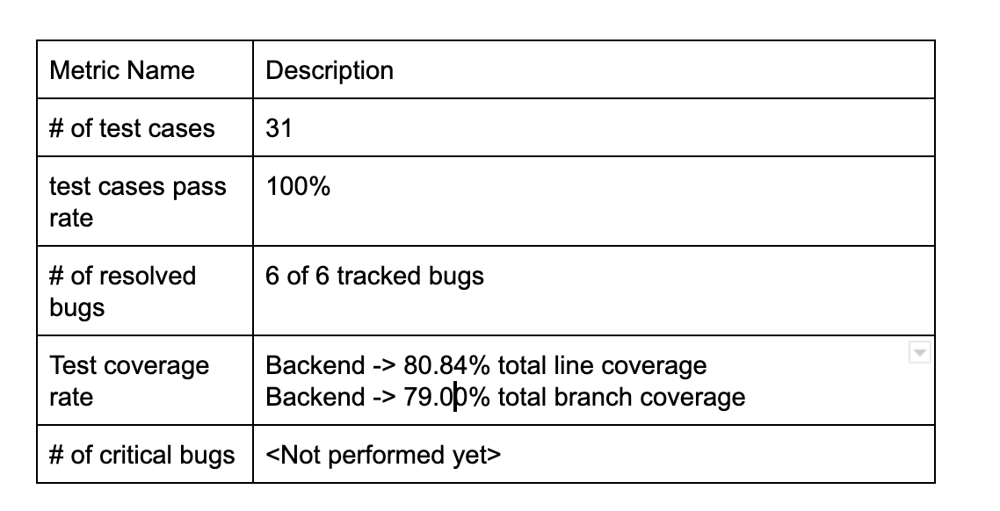 Metric Name
Description
# of test cases
31
test cases pass
rate
100%
# of resolved
bugs
6 of 6 tracked bugs
Test coverage
rate
Backend -> 80.84% total line coverage
Backend -> 79.00% total branch coverage
# of critical bugs
<Not performed yet>